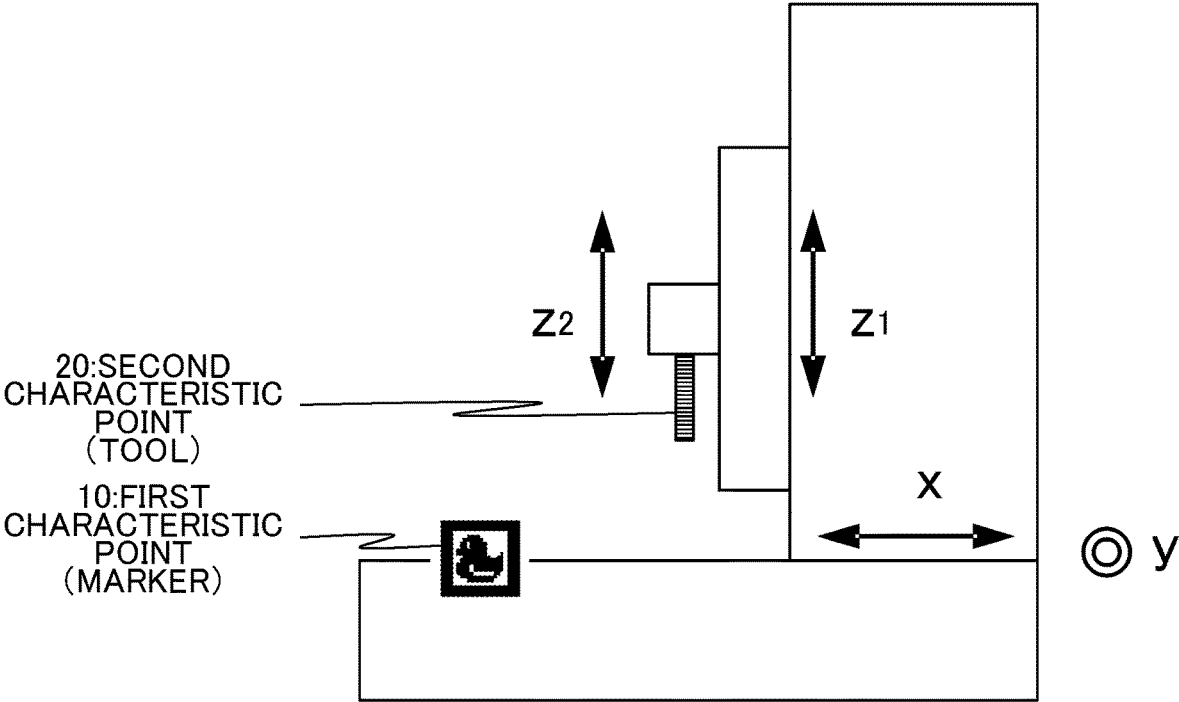 Z2
Z1
20:SECOND
CHARACTERISTIC
POINT
(TOOL)
10:FIRST
CHARACTERISTIC
POINT
(MARKER)
x
y